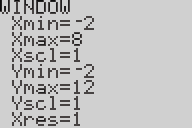 WINDOW
Xmin=-2
Xmax=8
Xscl=1
Ymin=-2
Ymax=12
Yscl=1
Xres=1